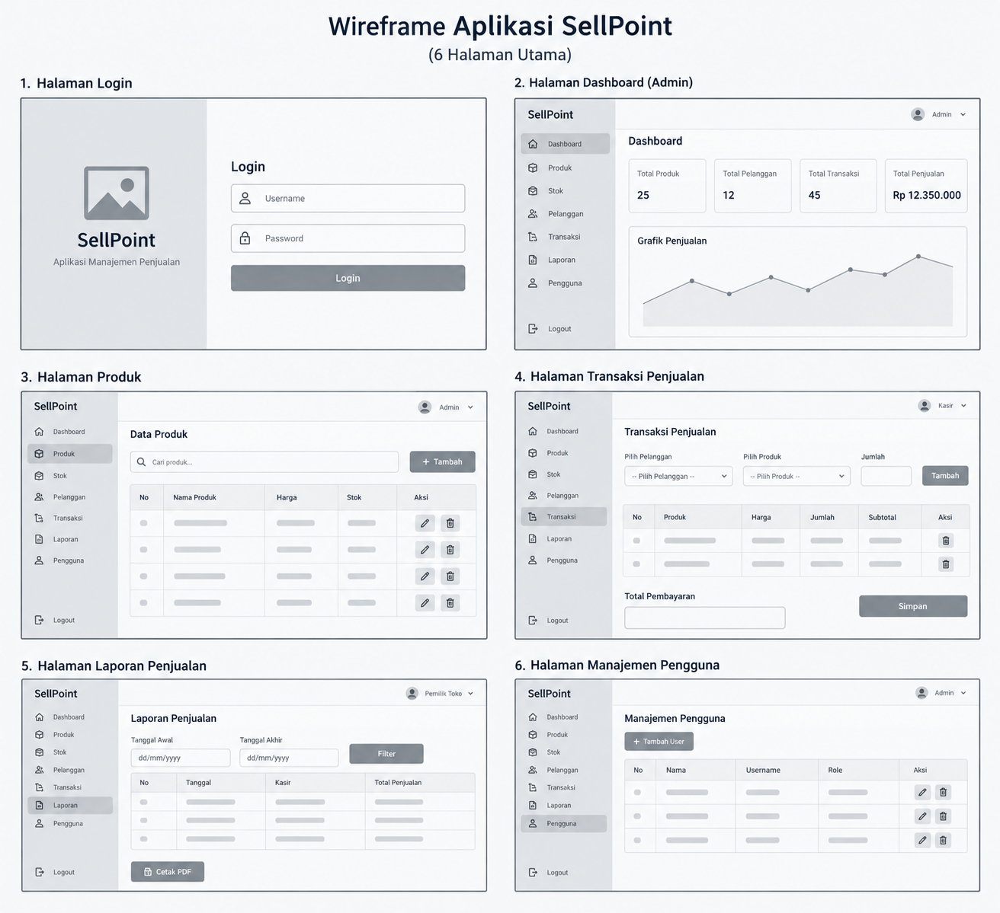 Wireframe Aplikasi SellPoint
(6 Halaman Utama)
1. Halaman Login
SellPoint
Aplikasi Manajemen Penjualan
Login
Username
Password
Login
2. Halaman Dashboard (Admin)
SellPoint
Admin
Dashboard
Produk
Stok
Pelanggan
Transaksi
Laporan
Pengguna
Logout
Dashboard
Total Produk
25
Total Pelanggan
12
Total Transaksi
45
Total Penjualan
Rp 12.350.000
Grafik Penjualan
3. Halaman Produk
SellPoint
Admin
Dashboard
Produk
Stok
Pelanggan
Transaksi
Laporan
Pengguna
Logout
Data Produk
Cari produk...
+ Tambah
No Nama Produk Harga Stok Aksi
4. Halaman Transaksi Penjualan
SellPoint
Kasir
Dashboard
Produk
Stok
Pelanggan
Transaksi
Laporan
Pengguna
Logout
Transaksi Penjualan
Pilih Pelanggan Pilih Produk Jumlah
-- Pilih Pelanggan -- -- Pilih Produk -- Tambah
No Produk Harga Jumlah Subtotal Aksi
Total Pembayaran
Simpan
5. Halaman Laporan Penjualan
SellPoint
Pemilik Toko
Dashboard
Produk
Stok
Pelanggan
Transaksi
Laporan
Pengguna
Logout
Laporan Penjualan
Tanggal Awal Tanggal Akhir
dd/mm/yyyy dd/mm/yyyy Filter
No Tanggal Kasir Total Penjualan
Cetak PDF
6. Halaman Manajemen Pengguna
SellPoint
Admin
Dashboard
Produk
Stok
Pelanggan
Transaksi
Laporan
Pengguna
Logout
Manajemen Pengguna
+ Tambah User
No Nama Username Role Aksi